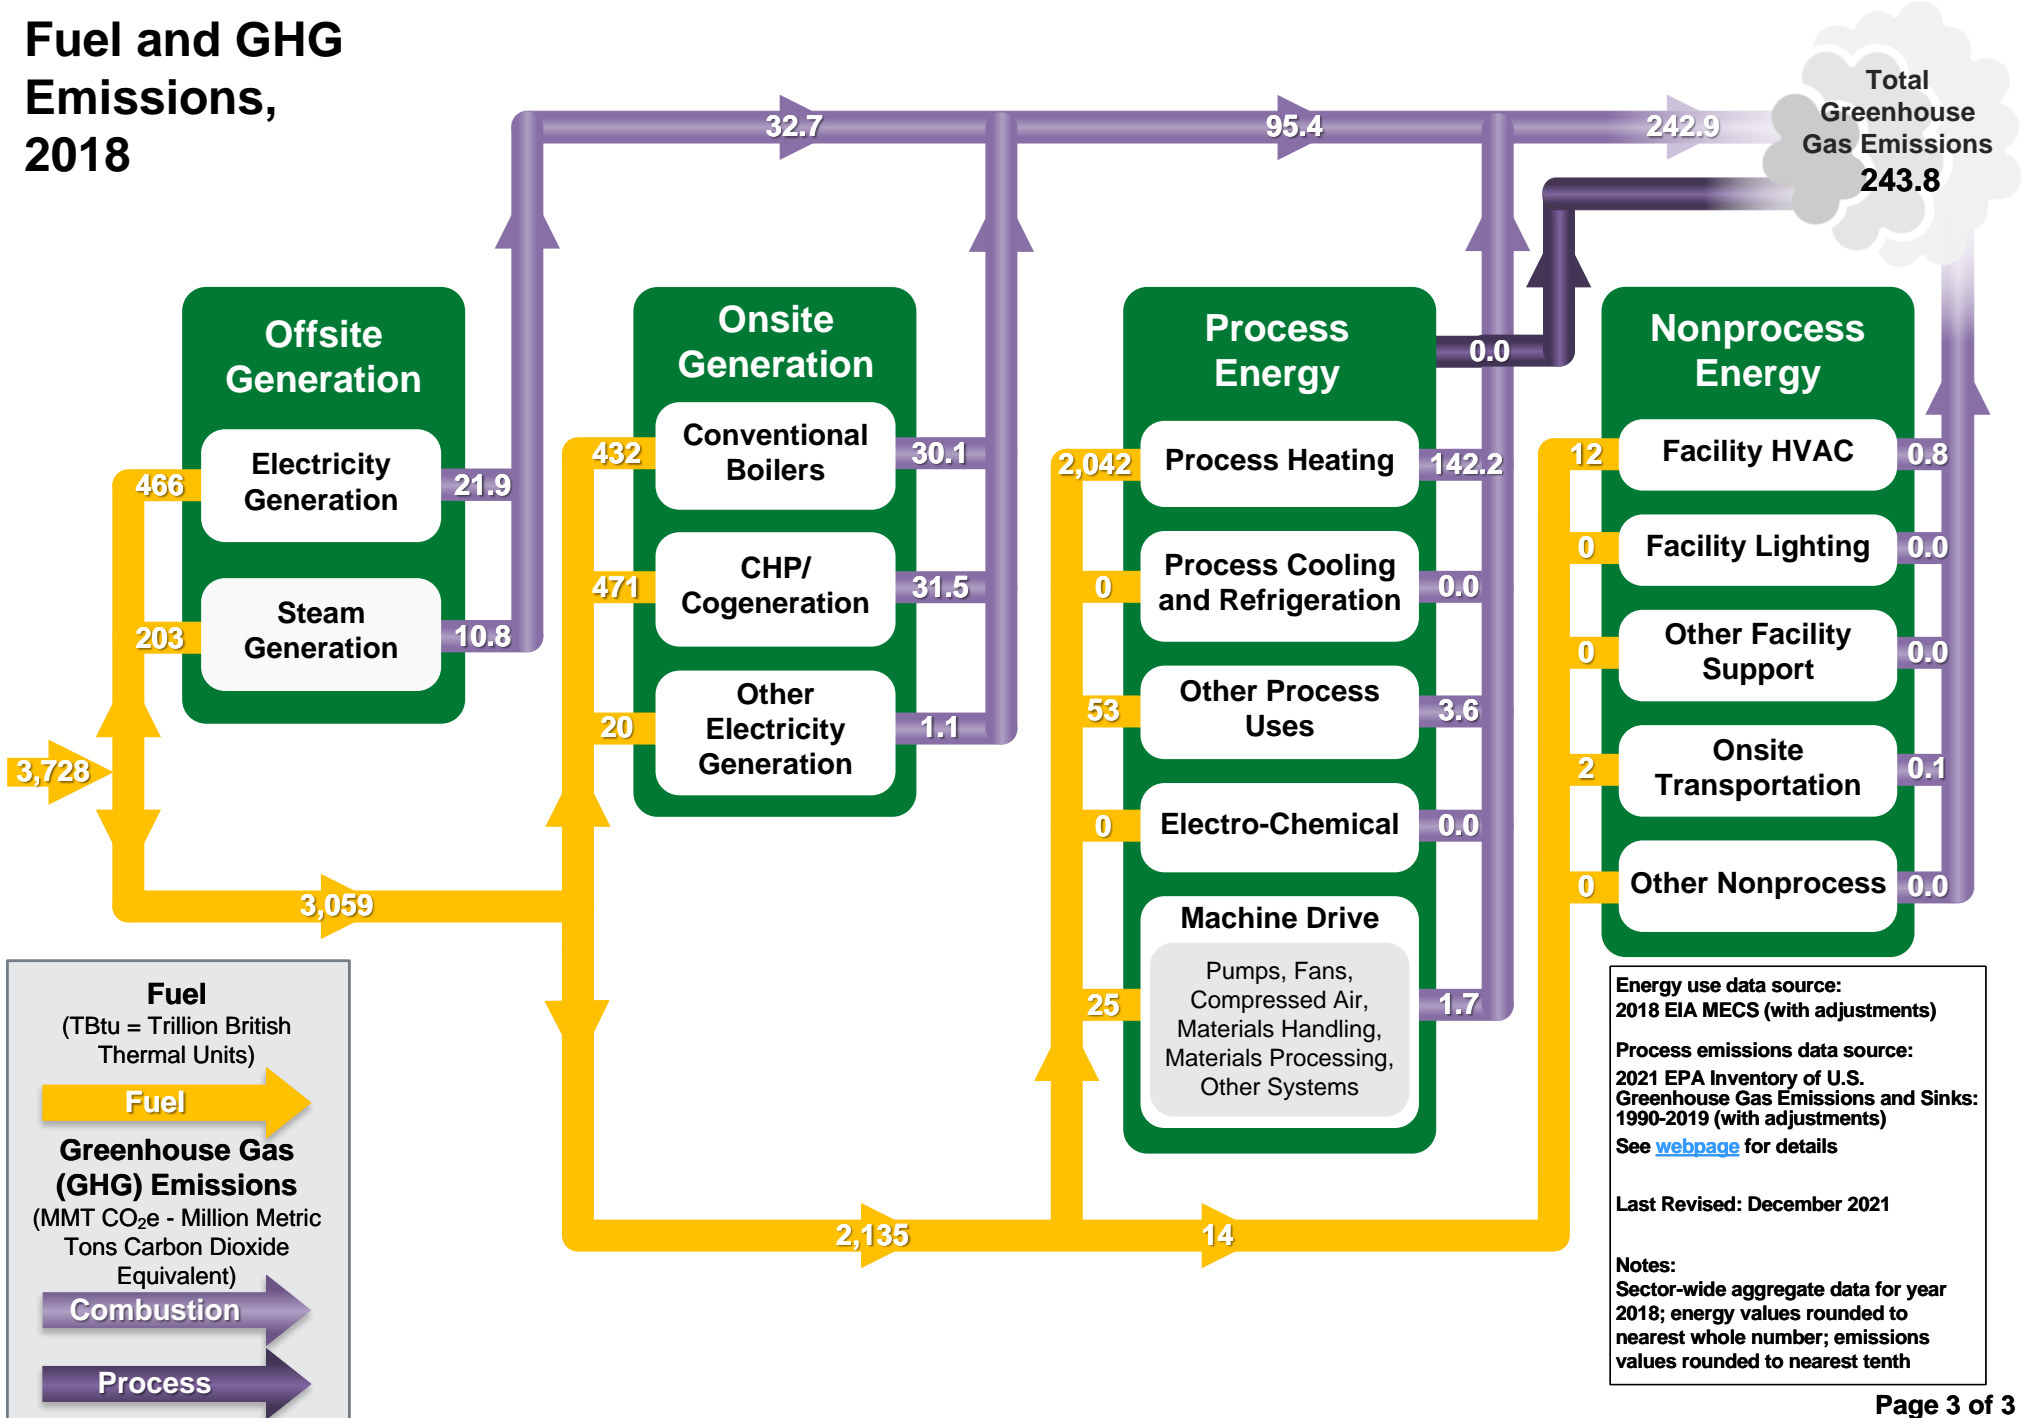 Fuel and GHG
Emissions,
2018
32.7
95.4
242.9
Total
Greenhouse
Gas Emissions
243.8
Offsite
Generation
466
Electricity
Generation
21.9
203
Steam
Generation
10.8
3,728
3,059
Onsite
Generation
432
Conventional
Boilers
30.1
471
CHP/
Cogeneration
31.5
20
Other
Electricity
Generation
1.1
Process
Energy
0.0
2,042
Process Heating
142.2
0
Process Cooling
and Refrigeration
0.0
53
Other Process
Uses
3.6
0
Electro-Chemical
0.0
Machine Drive
25
Pumps, Fans,
Compressed Air,
Materials Handling,
Materials Processing,
Other Systems
1.7
2,135
14
Nonprocess
Energy
12
Facility HVAC
0.8
0
Facility Lighting
0.0
0
Other Facility
Support
0.0
2
Onsite
Transportation
0.1
0
Other Nonprocess
0.0
Fuel
(TBtu = Trillion British
Thermal Units)
Fuel
Greenhouse Gas
(GHG) Emissions
(MMT CO₂e - Million Metric
Tons Carbon Dioxide
Equivalent)
Combustion
Process
Energy use data source:
2018 EIA MECS (with adjustments)
Process emissions data source:
2021 EPA Inventory of U.S.
Greenhouse Gas Emissions and Sinks:
1990-2019 (with adjustments)
See webpage for details
Last Revised: December 2021
Notes:
Sector-wide aggregate data for year
2018; energy values rounded to
nearest whole number; emissions
values rounded to nearest tenth
Page 3 of 3